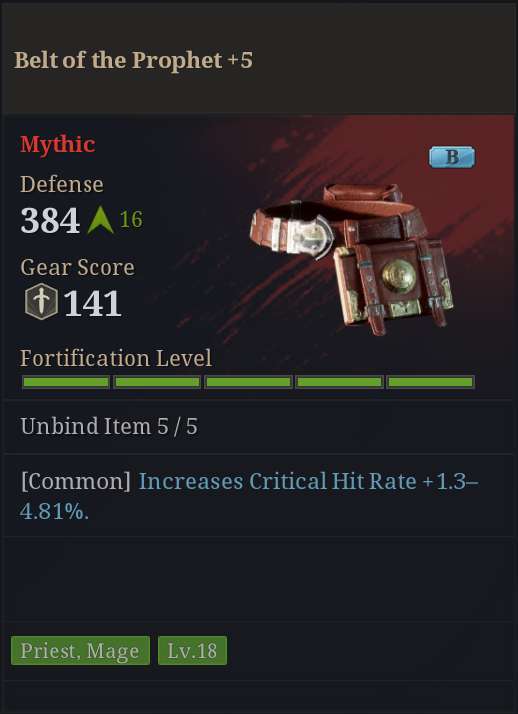 Belt of the Prophet +5
Mythic
B
Defense
384 16
Gear Score
141
Fortification Level
Unbind Item 5 / 5
[Common] Increases Critical Hit Rate +1.3–
4.81%.
Priest, Mage Lv.18